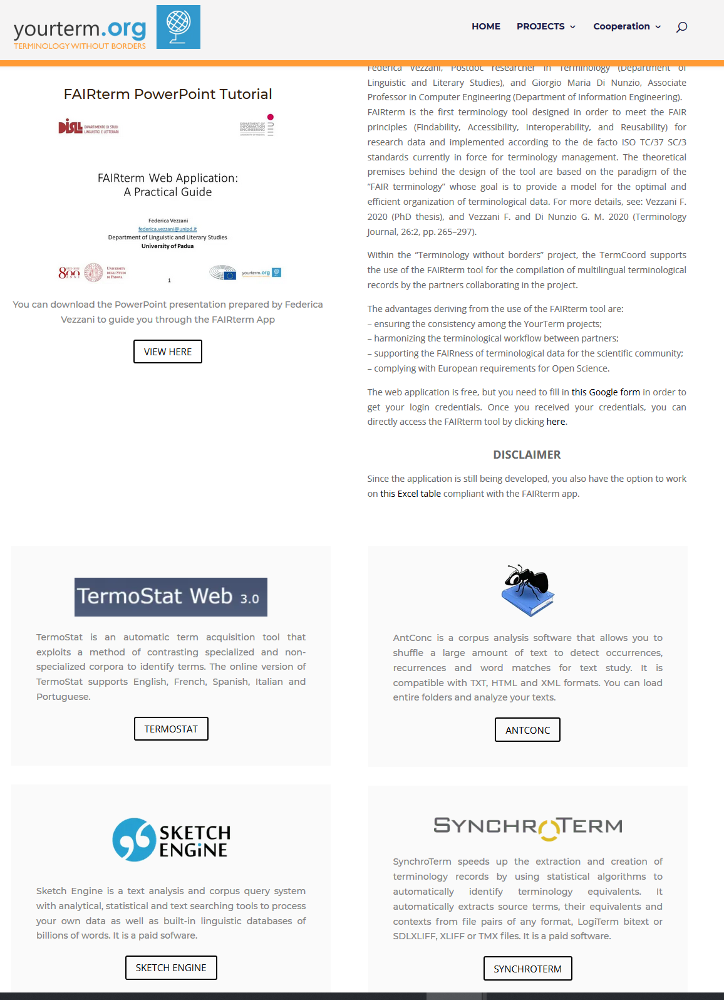 yourterm.org
TERMINOLOGY WITHOUT BORDERS
HOME PROJECTS Cooperation
FAIRterm PowerPoint Tutorial
DiSLL DIPARTIMENTO DI STUDI
LINGUISTICI E LETTERARI
DEPARTMENT OF
INFORMATION
ENGINEERING
UNIVERSITY OF PADOVA
FAIRterm Web Application:
A Practical Guide
Federica Vezzani
federica.vezzani@unipd.it
Department of Linguistic and Literary Studies
University of Padua
800
ANNI
UNIVERSITÀ
DEGLI STUDI
DI PADOVA
yourterm.org
1
You can download the PowerPoint presentation prepared by Federica
Vezzani to guide you through the FAIRterm App
VIEW HERE
Federica Vezzani, Postdoc researcher in Terminology (Department of
Linguistic and Literary Studies), and Giorgio Maria Di Nunzio, Associate
Professor in Computer Engineering (Department of Information Engineering).
FAIRterm is the first terminology tool designed in order to meet the FAIR
principles (Findability, Accessibility, Interoperability, and Reusability) for
research data and implemented according to the de facto ISO TC/37 SC/3
standards currently in force for terminology management. The theoretical
premises behind the design of the tool are based on the paradigm of the
“FAIR terminology” whose goal is to provide a model for the optimal and
efficient organization of terminological data. For more details, see: Vezzani F.
2020 (PhD thesis), and Vezzani F. and Di Nunzio G. M. 2020 (Terminology
Journal, 26:2, pp. 265–297).
Within the “Terminology without borders” project, the TermCoord supports
the use of the FAIRterm tool for the compilation of multilingual terminological
records by the partners collaborating in the project.
The advantages deriving from the use of the FAIRterm tool are:
– ensuring the consistency among the YourTerm projects;
– harmonizing the terminological workflow between partners;
– supporting the FAIRness of terminological data for the scientific community;
– complying with European requirements for Open Science.
The web application is free, but you need to fill in this Google form in order to
get your login credentials. Once you received your credentials, you can
directly access the FAIRterm tool by clicking here.
DISCLAIMER
Since the application is still being developed, you also have the option to work
on this Excel table compliant with the FAIRterm app.
TermoStat Web 3.0
TermoStat is an automatic term acquisition tool that
exploits a method of contrasting specialized and non-
specialized corpora to identify terms. The online version of
TermoStat supports English, French, Spanish, Italian and
Portuguese.
TERMOSTAT
AntConc is a corpus analysis software that allows you to
shuffle a large amount of text to detect occurrences,
recurrences and word matches for text study. It is
compatible with TXT, HTML and XML formats. You can load
entire folders and analyze your texts.
ANTCONC
SKETCH
ENGINE
Sketch Engine is a text analysis and corpus query system
with analytical, statistical and text searching tools to process
your own data as well as built-in linguistic databases of
billions of words. It is a paid sofware.
SKETCH ENGINE
SYNCHROTERM
SynchroTerm speeds up the extraction and creation of
terminology records by using statistical algorithms to
automatically identify terminology equivalents. It
automatically extracts source terms, their equivalents and
contexts from file pairs of any format, LogiTerm bitext or
SDLXLIFF, XLIFF or TMX files. It is a paid software.
SYNCHROTERM